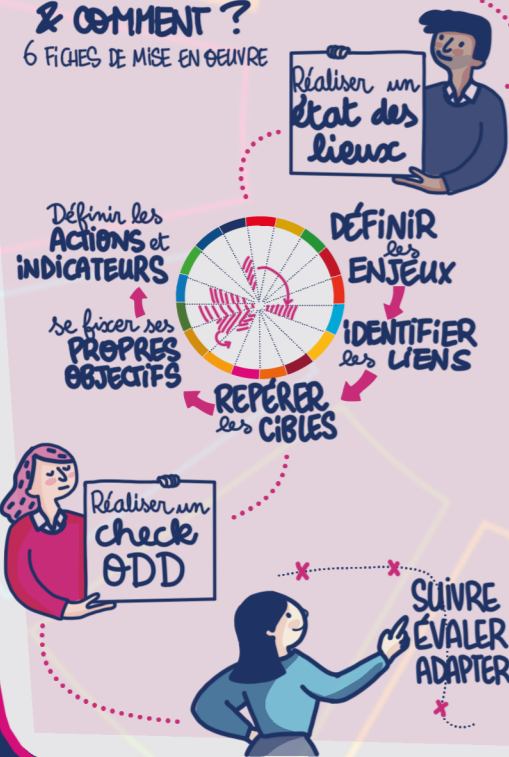 & COMMENT ?
6 FICHES DE MISE EN OEUVRE
Réaliser un
état des
lieux
DÉFINIR
les
ENJEUX
IDENTIFIER
les LIENS
REPÉRER
les CIBLES
se fixer ses
PROPRES
OBJECTIFS
Définir les
ACTIONS et
INDICATEURS
Réaliser un
check
ODD
SUIVRE
ÉVALER
ADAPTER